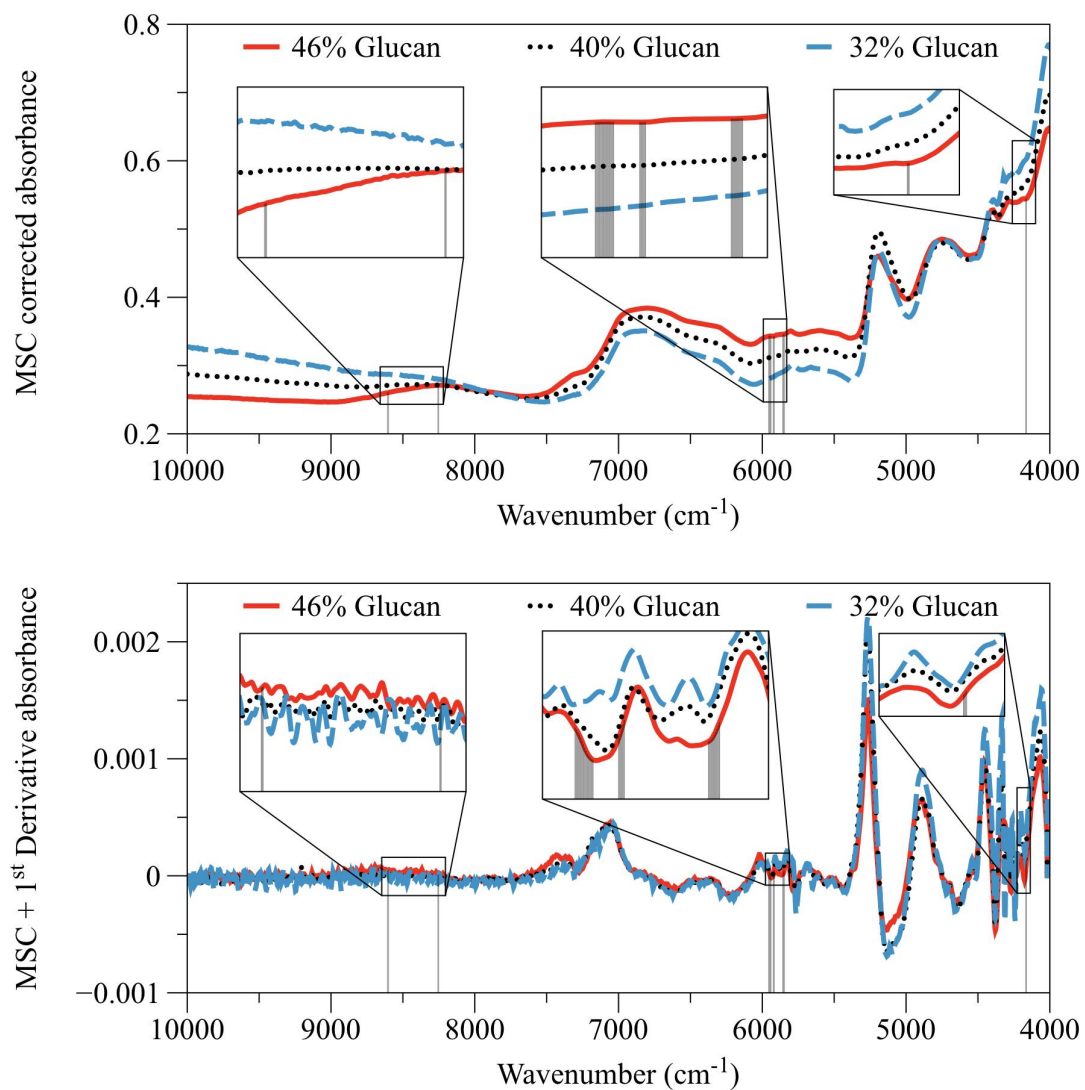 0.8
46% Glucan 40% Glucan 32% Glucan
0.6
0.4
0.2
MSC corrected absorbance
10000 9000 8000 7000 6000 5000 4000
Wavenumber (cm⁻¹)
46% Glucan 40% Glucan 32% Glucan
0.002
0.001
0
−0.001
MSC + 1ˢᵗ Derivative absorbance
10000 9000 8000 7000 6000 5000 4000
Wavenumber (cm⁻¹)